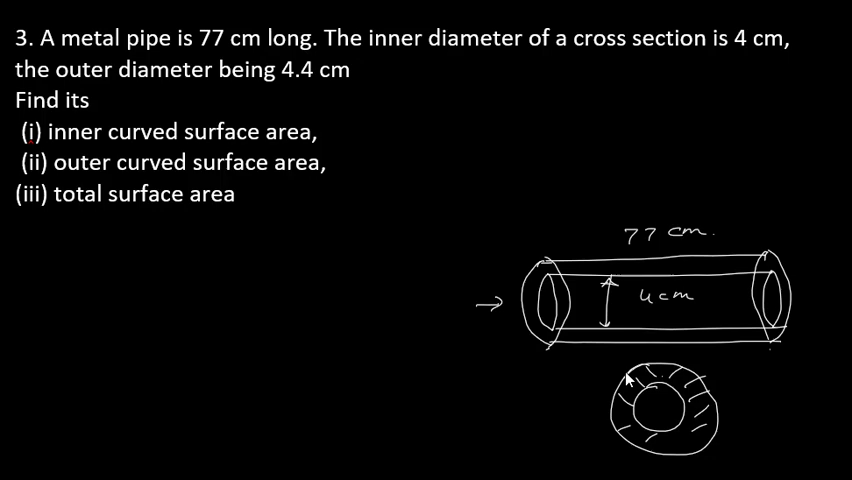 3. A metal pipe is 77 cm long. The inner diameter of a cross section is 4 cm,
the outer diameter being 4.4 cm
Find its
(i) inner curved surface area,
(ii) outer curved surface area,
(iii) total surface area
77 cm.
4cm